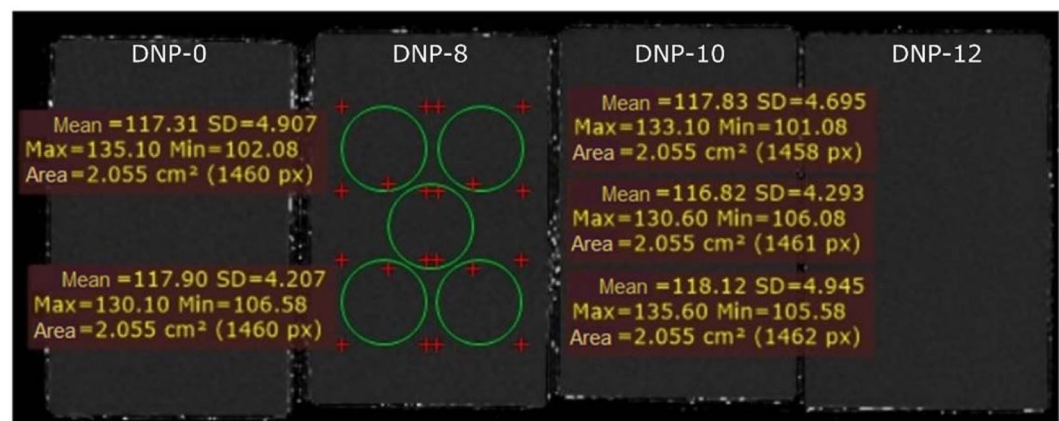 DNP-0 DNP-8 DNP-10 DNP-12
Mean =117.31 SD=4.907
Max=135.10 Min=102.08
Area =2.055 cm² (1460 px)
Mean =117.90 SD=4.207
Max=130.10 Min=106.58
Area =2.055 cm² (1460 px)
Mean =117.83 SD=4.695
Max=133.10 Min=101.08
Area =2.055 cm² (1458 px)
Mean =116.82 SD=4.293
Max=130.60 Min=106.08
Area =2.055 cm² (1461 px)
Mean =118.12 SD=4.945
Max=135.60 Min=105.58
Area =2.055 cm² (1462 px)